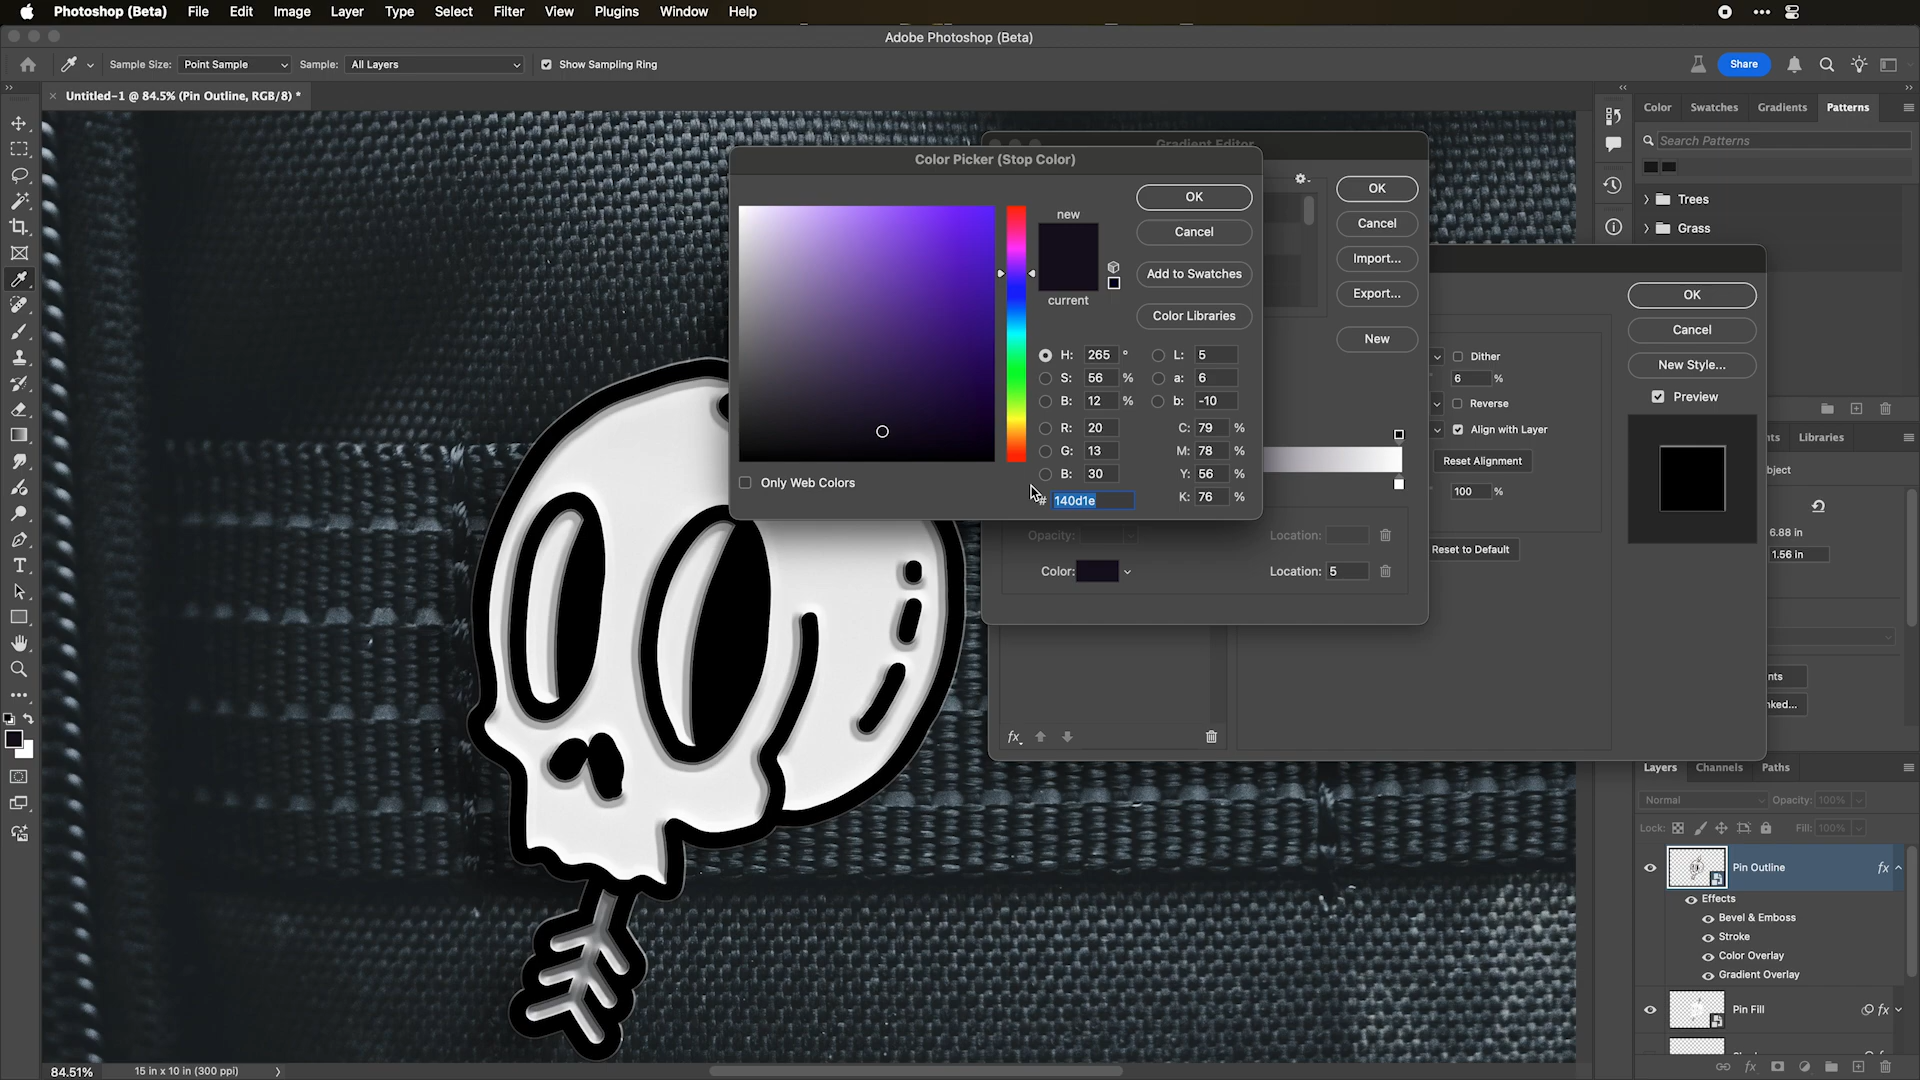 Photoshop (Beta) File Edit Image Layer Type Select Filter View Plugins Window Help
Adobe Photoshop (Beta)
Sample Size: Point Sample Sample: All Layers Show Sampling Ring
Share
Untitled-1 @ 84.5% (Pin Outline, RGB/8) *
Color Swatches Gradients Patterns
Search Patterns
Trees
Grass
Gradient Editor
OK
Cancel
Import...
Export...
New
Color Picker (Stop Color)
new
current
OK
Cancel
Add to Swatches
Color Libraries
H: 265 °
S: 56 %
B: 12 %
R: 20
G: 13
B: 30
# 140d1e
L: 5
a: 6
b: -10
C: 79 %
M: 78 %
Y: 56 %
K: 76 %
Only Web Colors
Opacity: Location:
Color: Location: 5
Dither
6 %
Reverse
Align with Layer
Reset Alignment
100 %
Reset to Default
OK
Cancel
New Style...
Preview
fx
nts Libraries
bject
6.88 in
1.56 in
nts
ked...
Layers Channels Paths
Normal Opacity: 100%
Lock: Fill: 100%
Pin Outline fx
Effects
Bevel & Emboss
Stroke
Color Overlay
Gradient Overlay
Pin Fill fx
fx
84.51% 15 in x 10 in (300 ppi)